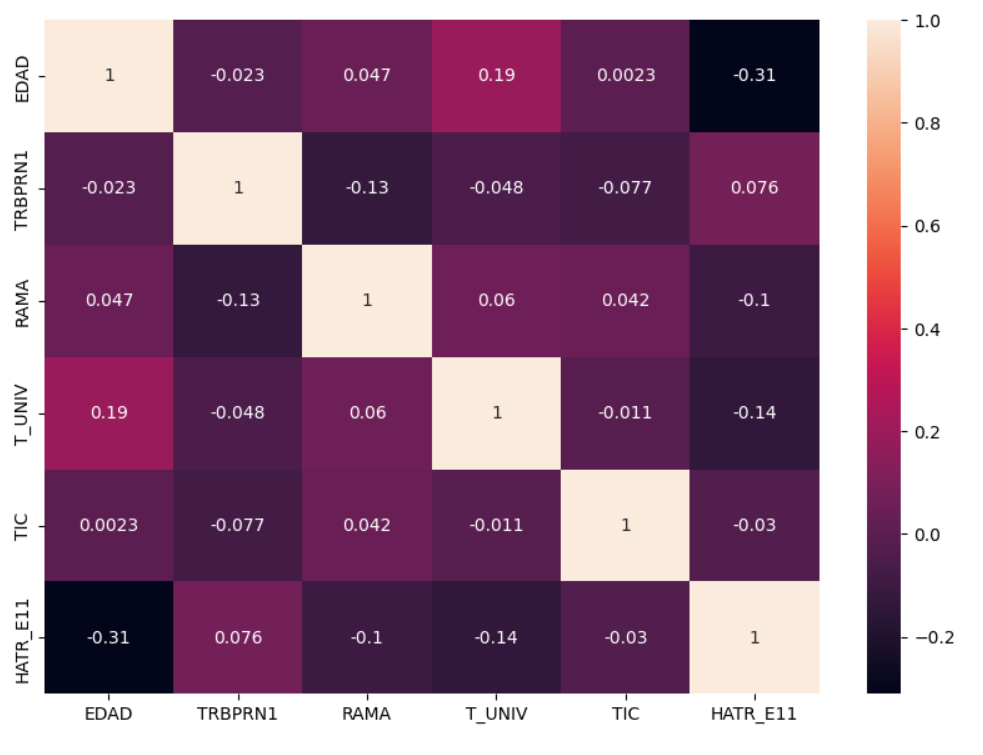 EDAD 1 -0.023 0.047 0.19 0.0023 -0.31
TRBPRN1 -0.023 1 -0.13 -0.048 -0.077 0.076
RAMA 0.047 -0.13 1 0.06 0.042 -0.1
T_UNIV 0.19 -0.048 0.06 1 -0.011 -0.14
TIC 0.0023 -0.077 0.042 -0.011 1 -0.03
HATR_E11 -0.31 0.076 -0.1 -0.14 -0.03 1
EDAD TRBPRN1 RAMA T_UNIV TIC HATR_E11
1.0
0.8
0.6
0.4
0.2
0.0
−0.2